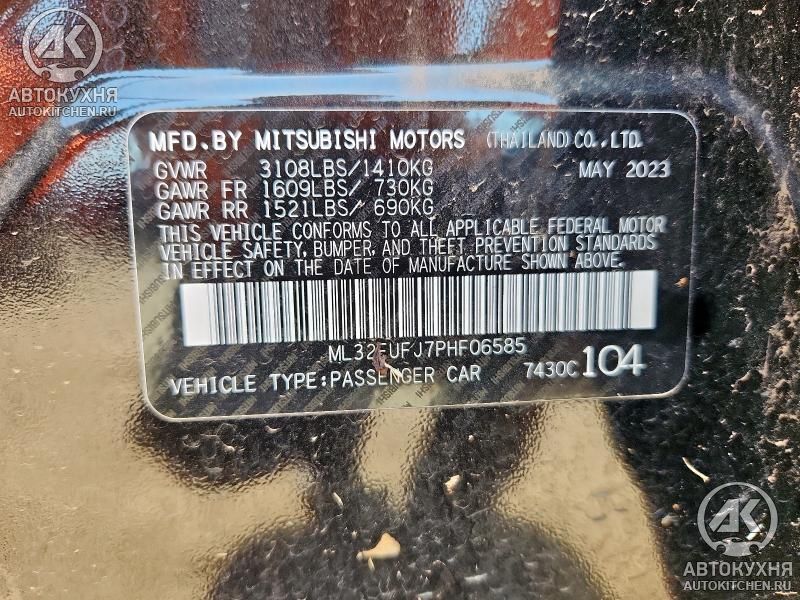 AK
АВТОКУХНЯ
AUTOKITCHEN.RU
MFD.BY MITSUBISHI MOTORS (THAILAND) CO., LTD.
GVWR 3108LBS/1410KG MAY 2023
GAWR FR 1609LBS/ 730KG
GAWR RR 1521LBS/ 690KG
THIS VEHICLE CONFORMS TO ALL APPLICABLE FEDERAL MOTOR
VEHICLE SAFETY, BUMPER, AND THEFT PREVENTION STANDARDS
IN EFFECT ON THE DATE OF MANUFACTURE SHOWN ABOVE.
ML32FUFJ7PHF06585
VEHICLE TYPE:PASSENGER CAR 7430C 104
AK
АВТОКУХНЯ
AUTOKITCHEN.RU